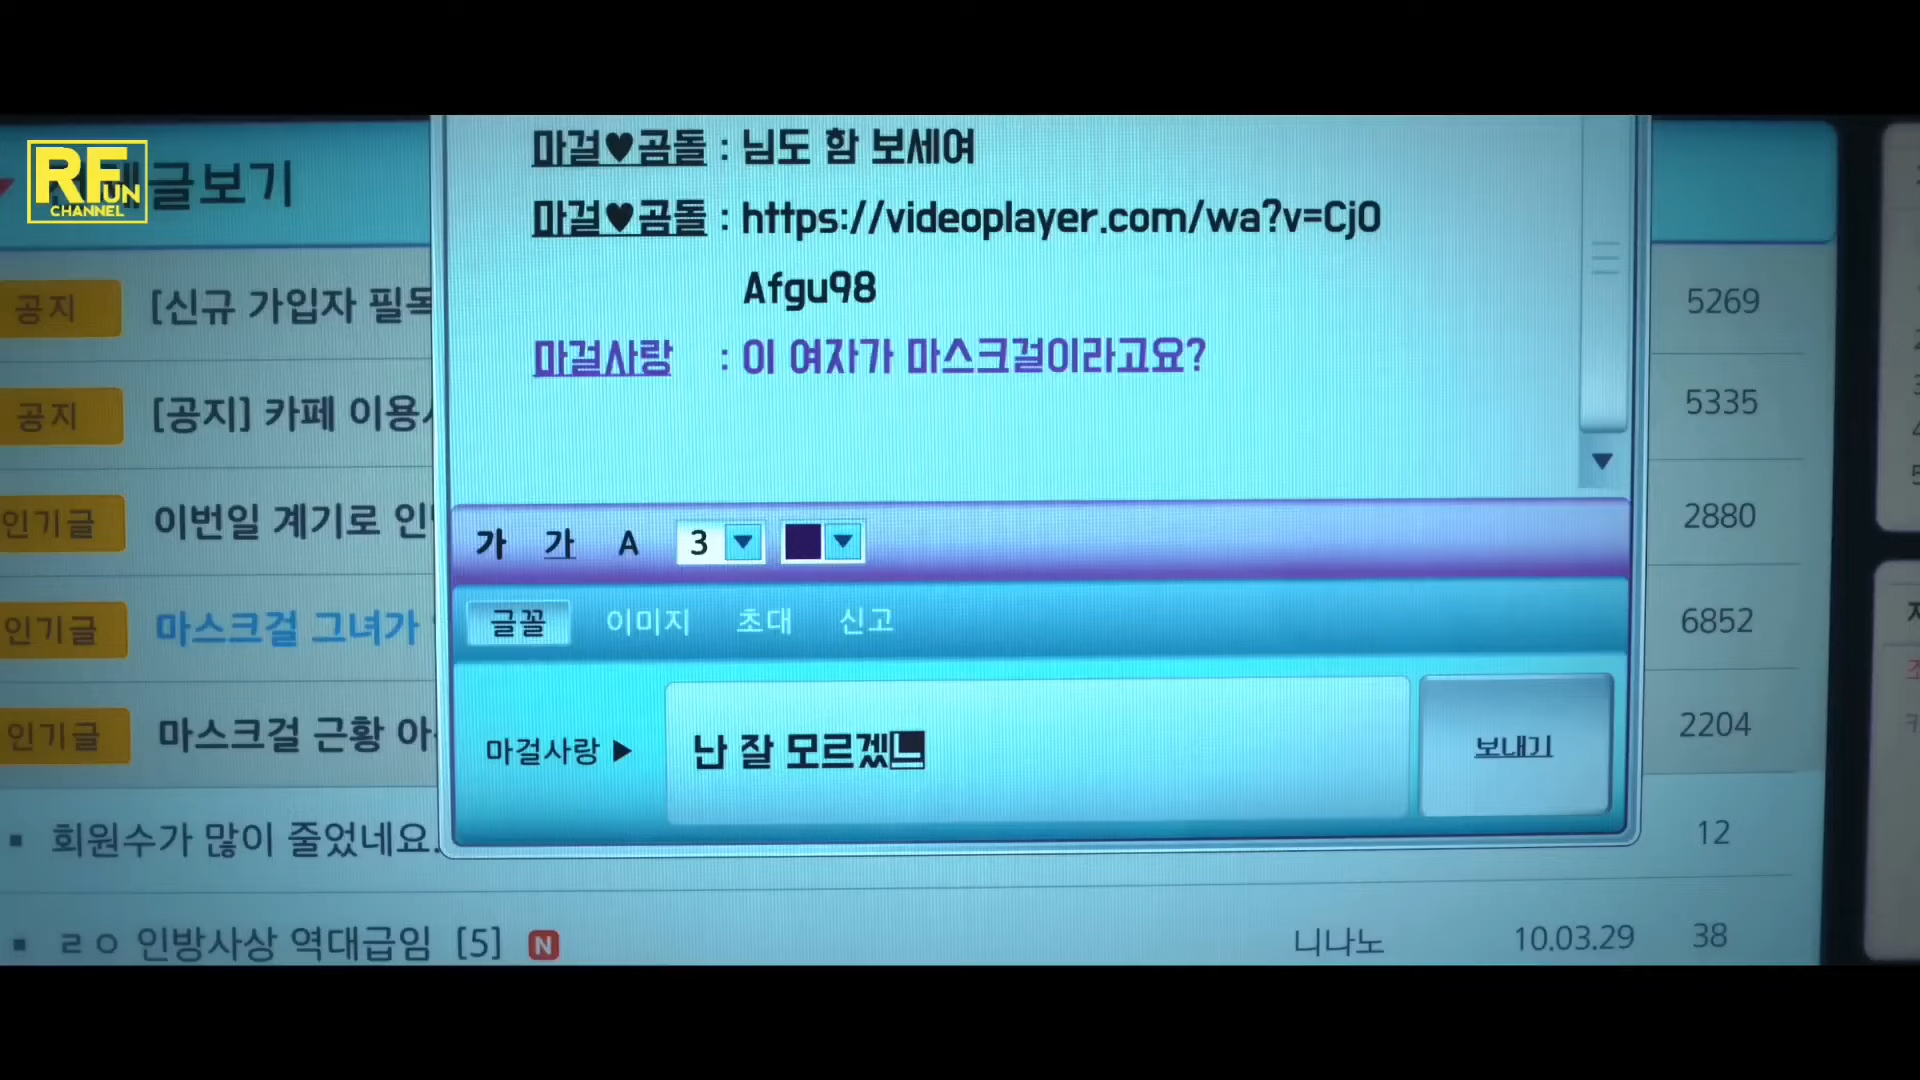 RFUN
CHANNEL
글보기
마걸♥곰돌 : 님도 함 보세여
마걸♥곰돌 : https://videoplayer.com/wa?v=CjO
Afgu98
마걸사랑 : 이 여자가 마스크걸이라고요?
가 가 A 3
글꼴 이미지 초대 신고
마걸사랑 ▶ 난 잘 모르겠ㄴ 보내기
공지 [신규 가입자 필독 5269
공지 [공지] 카페 이용 5335
인기글 이번일 계기로 2880
인기글 마스크걸 그녀가 6852
인기글 마스크걸 근황 2204
▪ 회원수가 많이 줄었네요. 12
▪ ㄹㅇ 인방사상 역대급임 [5] N 니나노 10.03.29 38